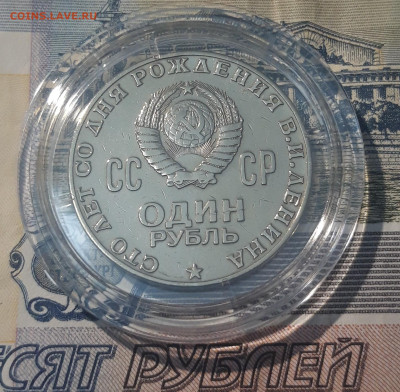 COINS.LAVE.RU
СТО ЛЕТ СО ДНЯ РОЖДЕНИЯ В.И.ЛЕНИНА
СС СР
ОДИН
РУБЛЬ
ЕСЯТ РУБЛЕЙ